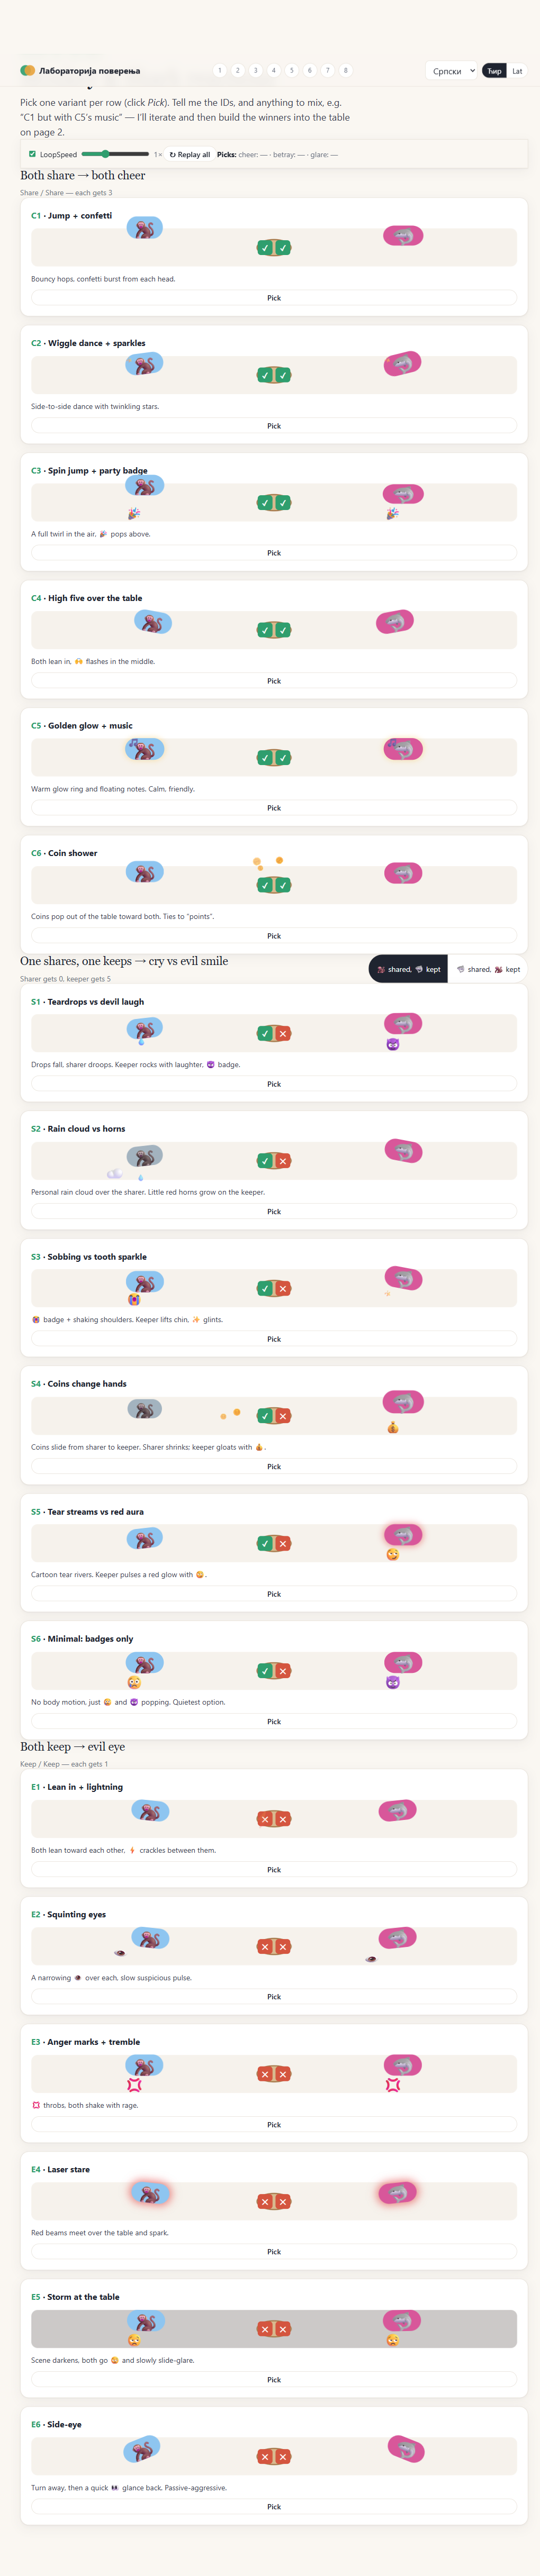 Лабораторија поверења
1 2 3 4 5 6 7 8
Српски
Ћир Lat
Pick one variant per row (click Pick). Tell me the IDs, and anything to mix, e.g.
"C1 but with C5's music" — I'll iterate and then build the winners into the table
on page 2.
Loop Speed 1× ↻ Replay all Picks: cheer: — · betray: — · glare: —
Both share → both cheer
Share / Share — each gets 3
C1 · Jump + confetti
Bouncy hops, confetti burst from each head.
Pick
C2 · Wiggle dance + sparkles
Side-to-side dance with twinkling stars.
Pick
C3 · Spin jump + party badge
A full twirl in the air, 🎉 pops above.
Pick
C4 · High five over the table
Both lean in, 🙌 flashes in the middle.
Pick
C5 · Golden glow + music
Warm glow ring and floating notes. Calm, friendly.
Pick
C6 · Coin shower
Coins pop out of the table toward both. Ties to "points".
Pick
One shares, one keeps → cry vs evil smile
🐙 shared, 🦈 kept
🦈 shared, 🐙 kept
Sharer gets 0, keeper gets 5
S1 · Teardrops vs devil laugh
Drops fall, sharer droops. Keeper rocks with laughter, 😈 badge.
Pick
S2 · Rain cloud vs horns
Personal rain cloud over the sharer. Little red horns grow on the keeper.
Pick
S3 · Sobbing vs tooth sparkle
😭 badge + shaking shoulders. Keeper lifts chin, ✨ glints.
Pick
S4 · Coins change hands
Coins slide from sharer to keeper. Sharer shrinks; keeper gloats with 💰.
Pick
S5 · Tear streams vs red aura
Cartoon tear rivers. Keeper pulses a red glow with 😏.
Pick
S6 · Minimal: badges only
No body motion, just 😢 and 😈 popping. Quietest option.
Pick
Both keep → evil eye
Keep / Keep — each gets 1
E1 · Lean in + lightning
Both lean toward each other, ⚡ crackles between them.
Pick
E2 · Squinting eyes
A narrowing 👁 over each, slow suspicious pulse.
Pick
E3 · Anger marks + tremble
💢 throbs, both shake with rage.
Pick
E4 · Laser stare
Red beams meet over the table and spark.
Pick
E5 · Storm at the table
Scene darkens, both go 😠 and slowly slide-glare.
Pick
E6 · Side-eye
Turn away, then a quick 👀 glance back. Passive-aggressive.
Pick